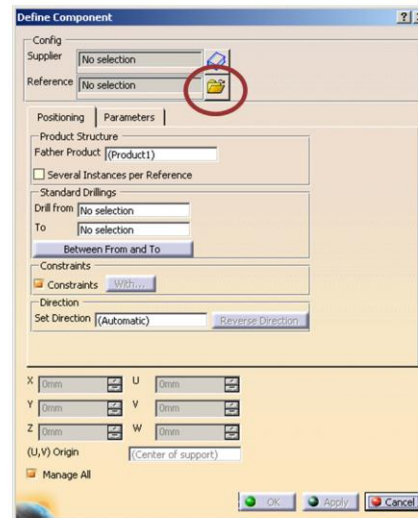 Define Component
Config
Supplier No selection
Reference No selection
Positioning Parameters
Product Structure
Father Product (Product1)
Several Instances per Reference
Standard Drillings
Drill from No selection
To No selection
Between From and To
Constraints
Constraints With...
Direction
Set Direction (Automatic) Reverse Direction
X 0mm U 0mm
Y 0mm V 0mm
Z 0mm W 0mm
(U,V) Origin (Center of support)
Manage All
OK Apply Cancel